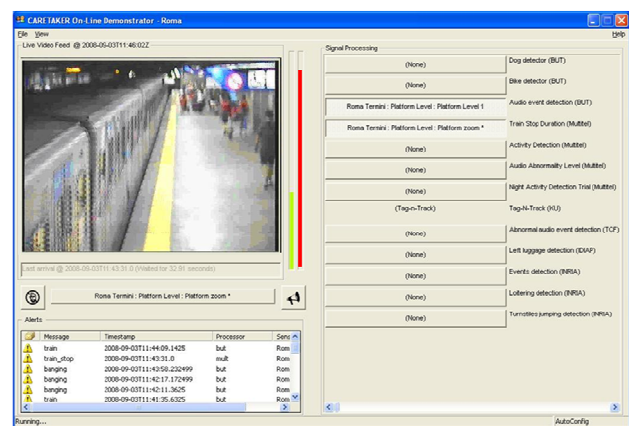 CARETAKER On-Line Demonstrator - Roma
File View Help
Live Video Feed @ 2008-09-03T11:46:02Z
Last arrival @ 2008-09-03T11:43:31.0 (Waited for 32.91 seconds)
Roma Termini : Platform Level : Platform zoom *
Alerts
Message Timestamp Processor Sens
train 2008-09-03T11:44:09.1425 but Rom
train_stop 2008-09-03T11:43:31.0 mult Rom
banging 2008-09-03T11:43:58.232499 but Rom
banging 2008-09-03T11:42:17.172499 but Rom
banging 2008-09-03T11:42:11.3625 but Rom
train 2008-09-03T11:41:35.6325 but Rom
Signal Processing
(None) Dog detector (BUT)
(None) Bike detector (BUT)
Roma Termini : Platform Level : Platform Level 1 Audio event detection (BUT)
Roma Termini : Platform Level : Platform zoom * Train Stop Duration (Multitel)
(None) Activity Detection (Multitel)
(None) Audio Abnormality Level (Multitel)
(None) Night Activity Detection Trial (Multitel)
(Tag-n-Track) Tag-N-Track (KU)
(None) Abnormal audio event detection (TCF)
(None) Left luggage detection (IDIAP)
(None) Events detection (INRIA)
(None) Loitering detection (INRIA)
(None) Turnstiles jumping detection (INRIA)
Running... AutoConfig